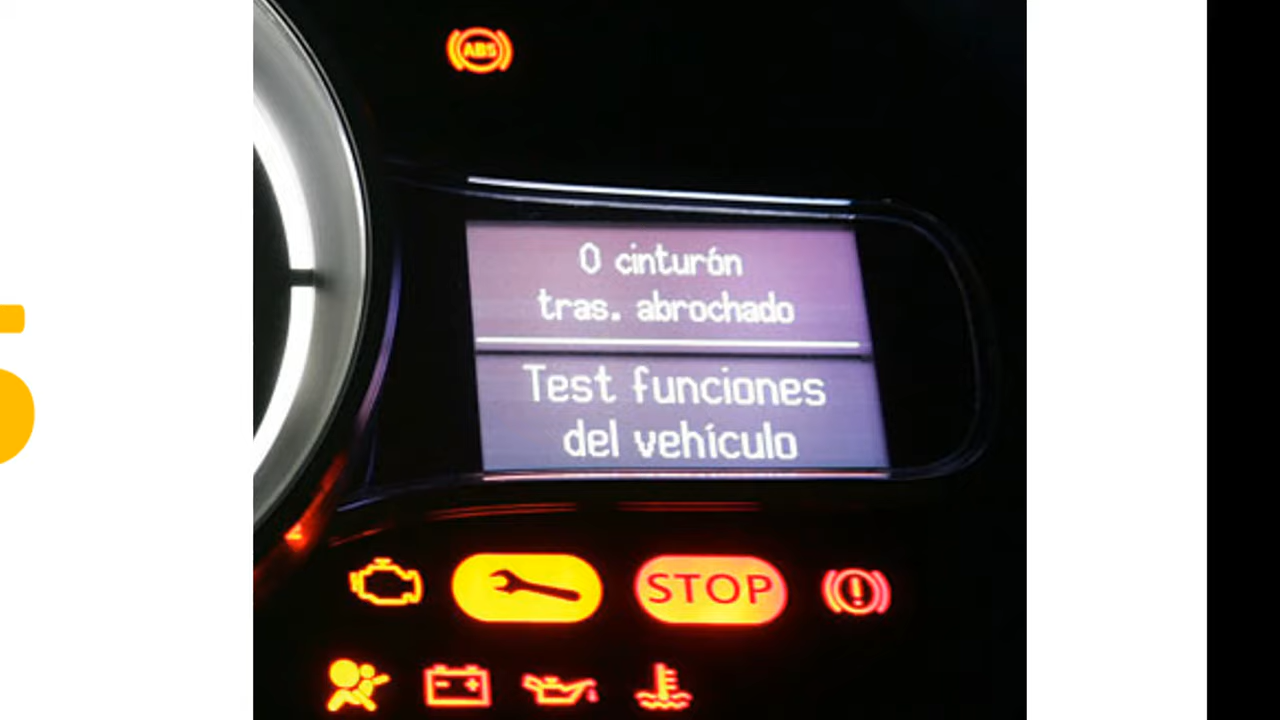 ABS
0 cinturón
tras. abrochado
Test funciones
del vehículo
STOP